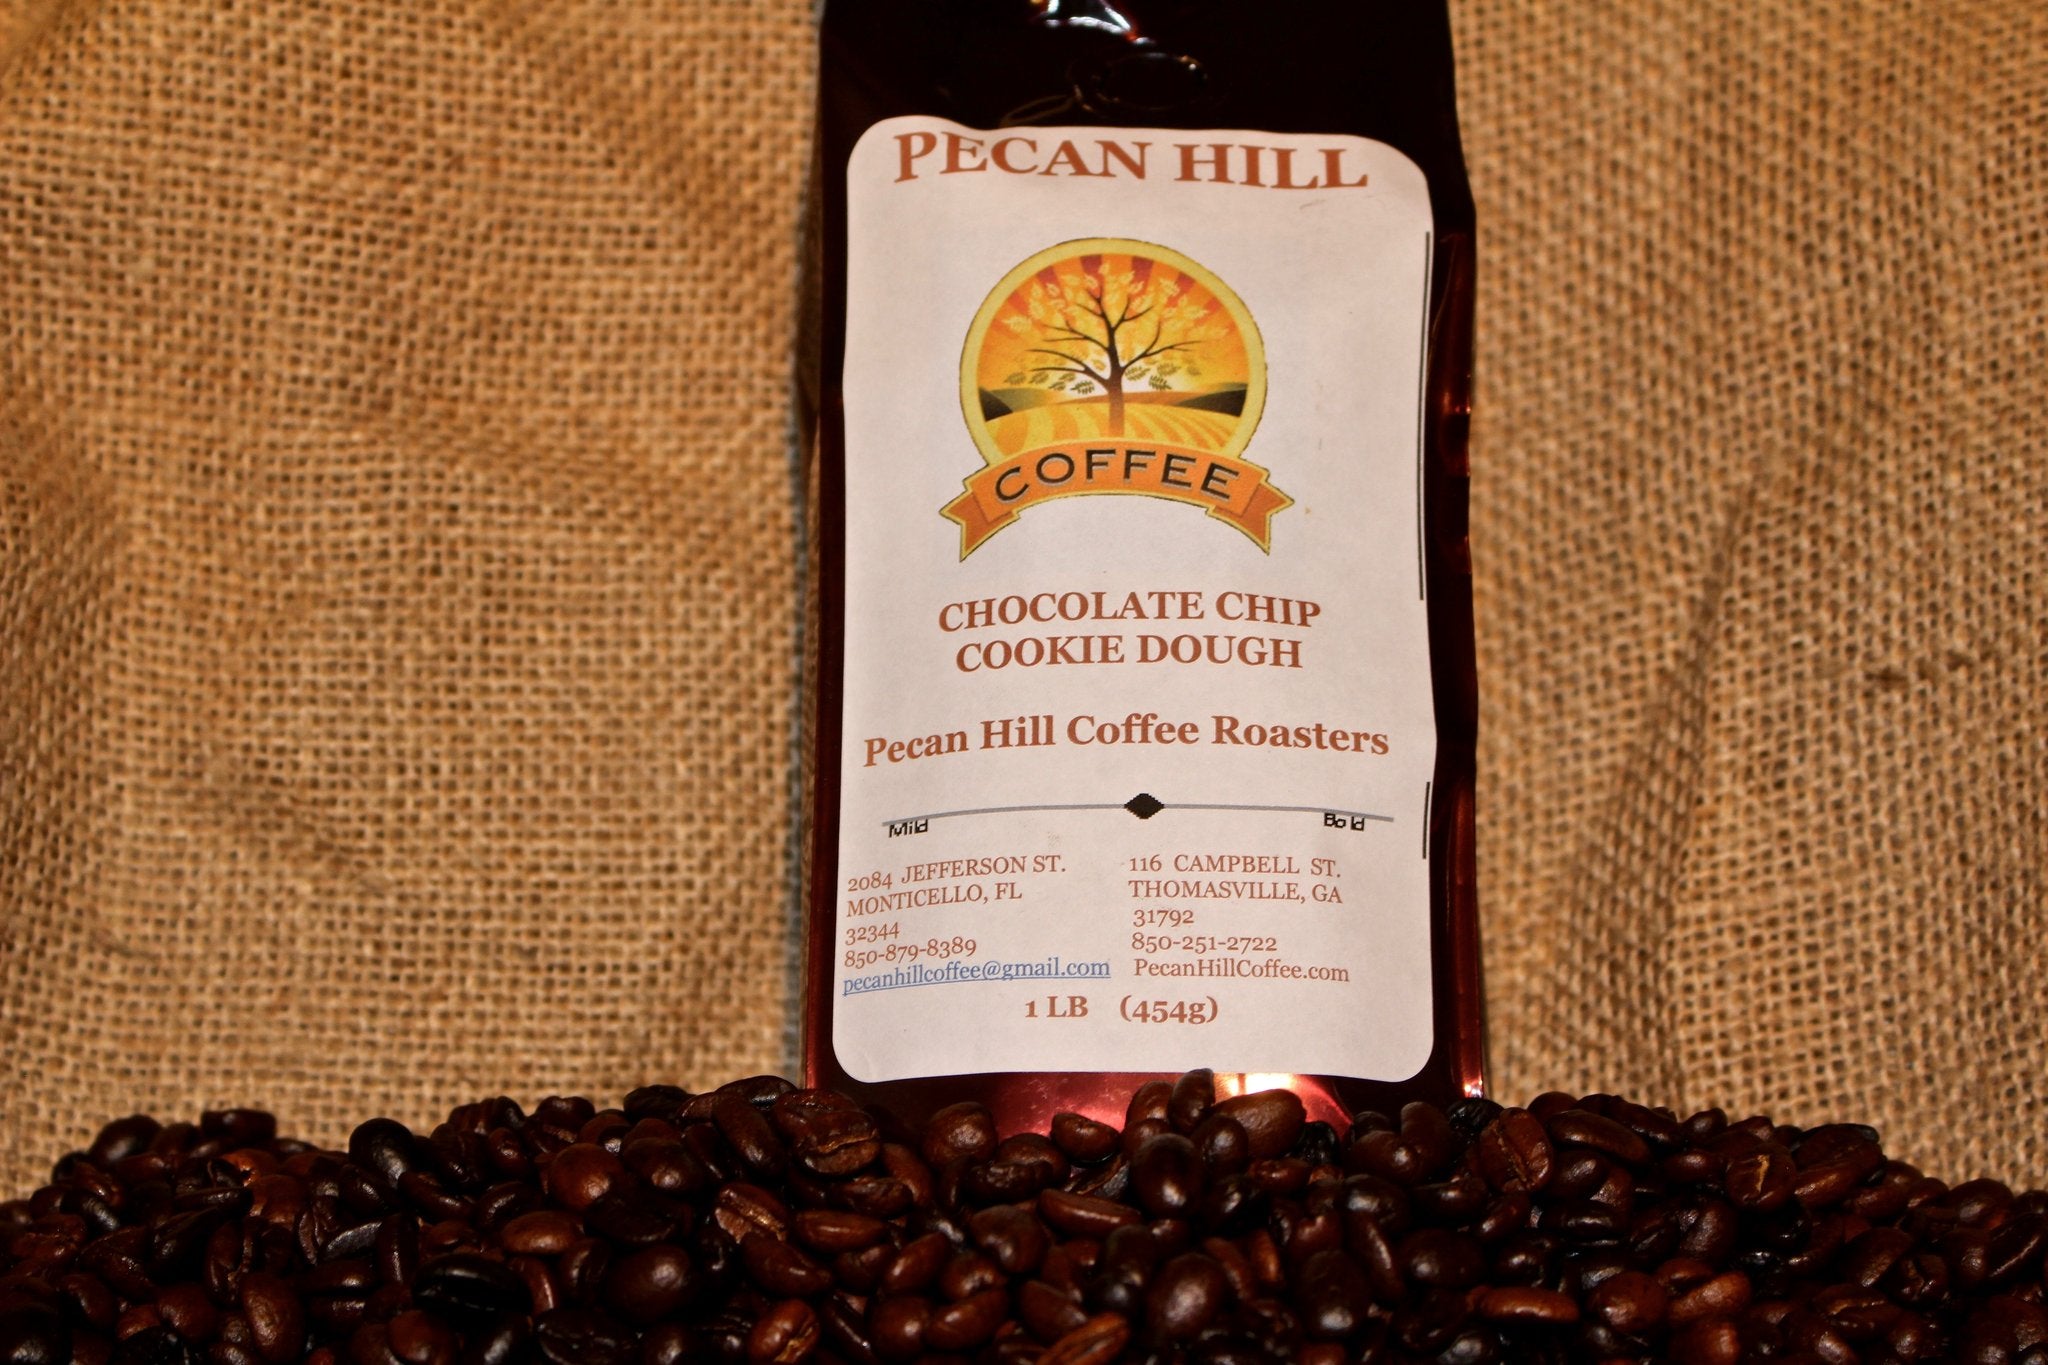 PECAN HILL
COFFEE
CHOCOLATE CHIP
COOKIE DOUGH
Pecan Hill Coffee Roasters
Mild
Bold
2084 JEFFERSON ST.
MONTICELLO, FL
32344
850-879-8389
pecanhillcoffee@gmail.com
116 CAMPBELL ST.
THOMASVILLE, GA
31792
850-251-2722
PecanHillCoffee.com
1 LB (454g)